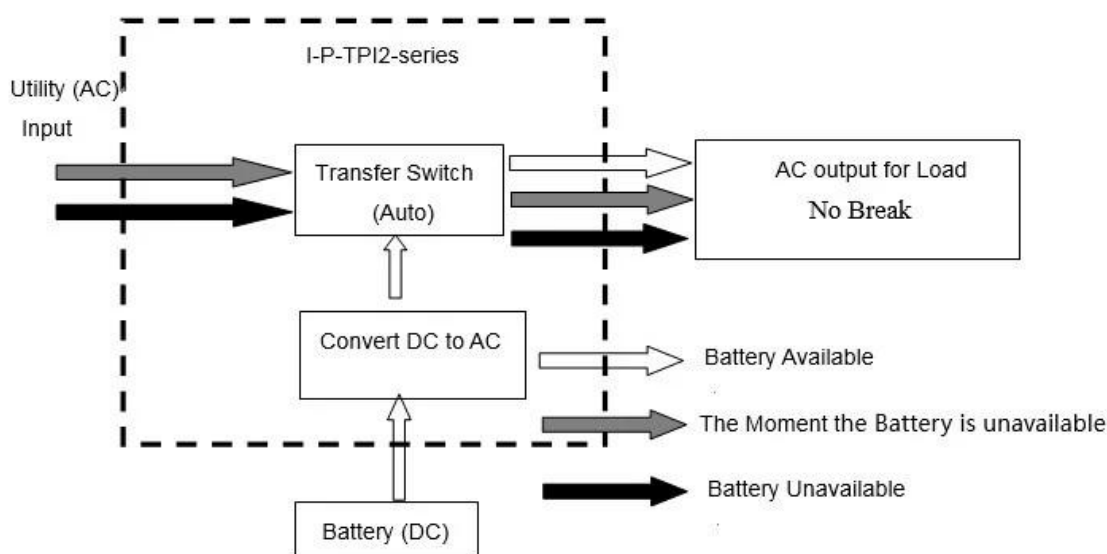 I-P-TPI2-series
Utility (AC)
Input
Transfer Switch
(Auto)
AC output for Load
No Break
Convert DC to AC
Battery Available
The Moment the Battery is unavailable
Battery Unavailable
Battery (DC)